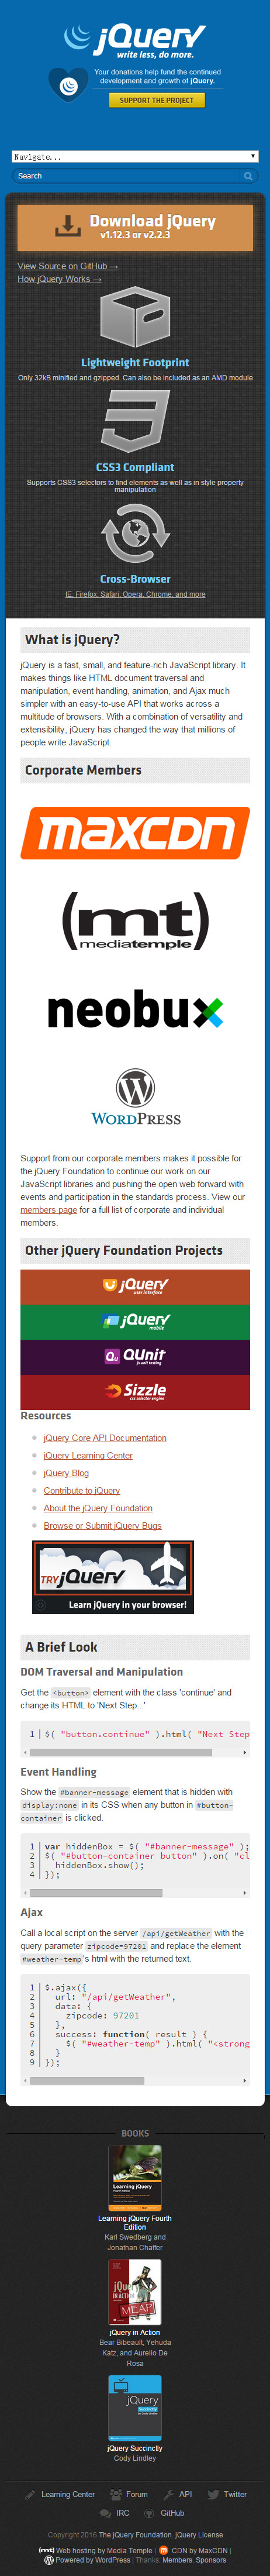 jQuery
write less, do more.
Your donations help fund the continued
development and growth of jQuery.
SUPPORT THE PROJECT
Navigate...
Search
Download jQuery
v1.12.3 or v2.2.3
View Source on GitHub →
How jQuery Works →
Lightweight Footprint
Only 32kB minified and gzipped. Can also be included as an AMD module
CSS3 Compliant
Supports CSS3 selectors to find elements as well as in style property
manipulation
Cross-Browser
IE, Firefox, Safari, Opera, Chrome, and more
What is jQuery?
jQuery is a fast, small, and feature-rich JavaScript library. It
makes things like HTML document traversal and
manipulation, event handling, animation, and Ajax much
simpler with an easy-to-use API that works across a
multitude of browsers. With a combination of versatility and
extensibility, jQuery has changed the way that millions of
people write JavaScript.
Corporate Members
maxcdn
(mt)
mediatemple
neobux
WORDPRESS
Support from our corporate members makes it possible for
the jQuery Foundation to continue our work on our
JavaScript libraries and pushing the open web forward with
events and participation in the standards process. View our
members page for a full list of corporate and individual
members.
Other jQuery Foundation Projects
jQuery
user interface
jQuery
mobile
Qu QUnit
js unit testing
Sizzle
css selector engine
Resources
jQuery Core API Documentation
jQuery Learning Center
jQuery Blog
Contribute to jQuery
About the jQuery Foundation
Browse or Submit jQuery Bugs
TRY jQuery
Learn jQuery in your browser!
A Brief Look
DOM Traversal and Manipulation
Get the <button> element with the class 'continue' and
change its HTML to 'Next Step...'
1 $( "button.continue" ).html( "Next Step
Event Handling
Show the #banner-message element that is hidden with
display:none in its CSS when any button in #button-
container is clicked.
1 var hiddenBox = $( "#banner-message" );
2 $( "#button-container button" ).on( "cl
3 hiddenBox.show();
4 });
Ajax
Call a local script on the server /api/getWeather with the
query parameter zipcode=97201 and replace the element
#weather-temp's html with the returned text.
1 $.ajax({
2 url: "/api/getWeather",
3 data: {
4 zipcode: 97201
5 },
6 success: function( result ) {
7 $( "#weather-temp" ).html( "<strong
8 }
9 });
BOOKS
Learning jQuery Fourth
Edition
Karl Swedberg and
Jonathan Chaffer
jQuery in Action
Bear Bibeault, Yehuda
Katz, and Aurelio De
Rosa
jQuery Succinctly
Cody Lindley
Learning Center
Forum
API
Twitter
IRC
GitHub
Copyright 2016 The jQuery Foundation. jQuery License
(mt) Web hosting by Media Temple | CDN by MaxCDN |
Powered by WordPress | Thanks: Members, Sponsors